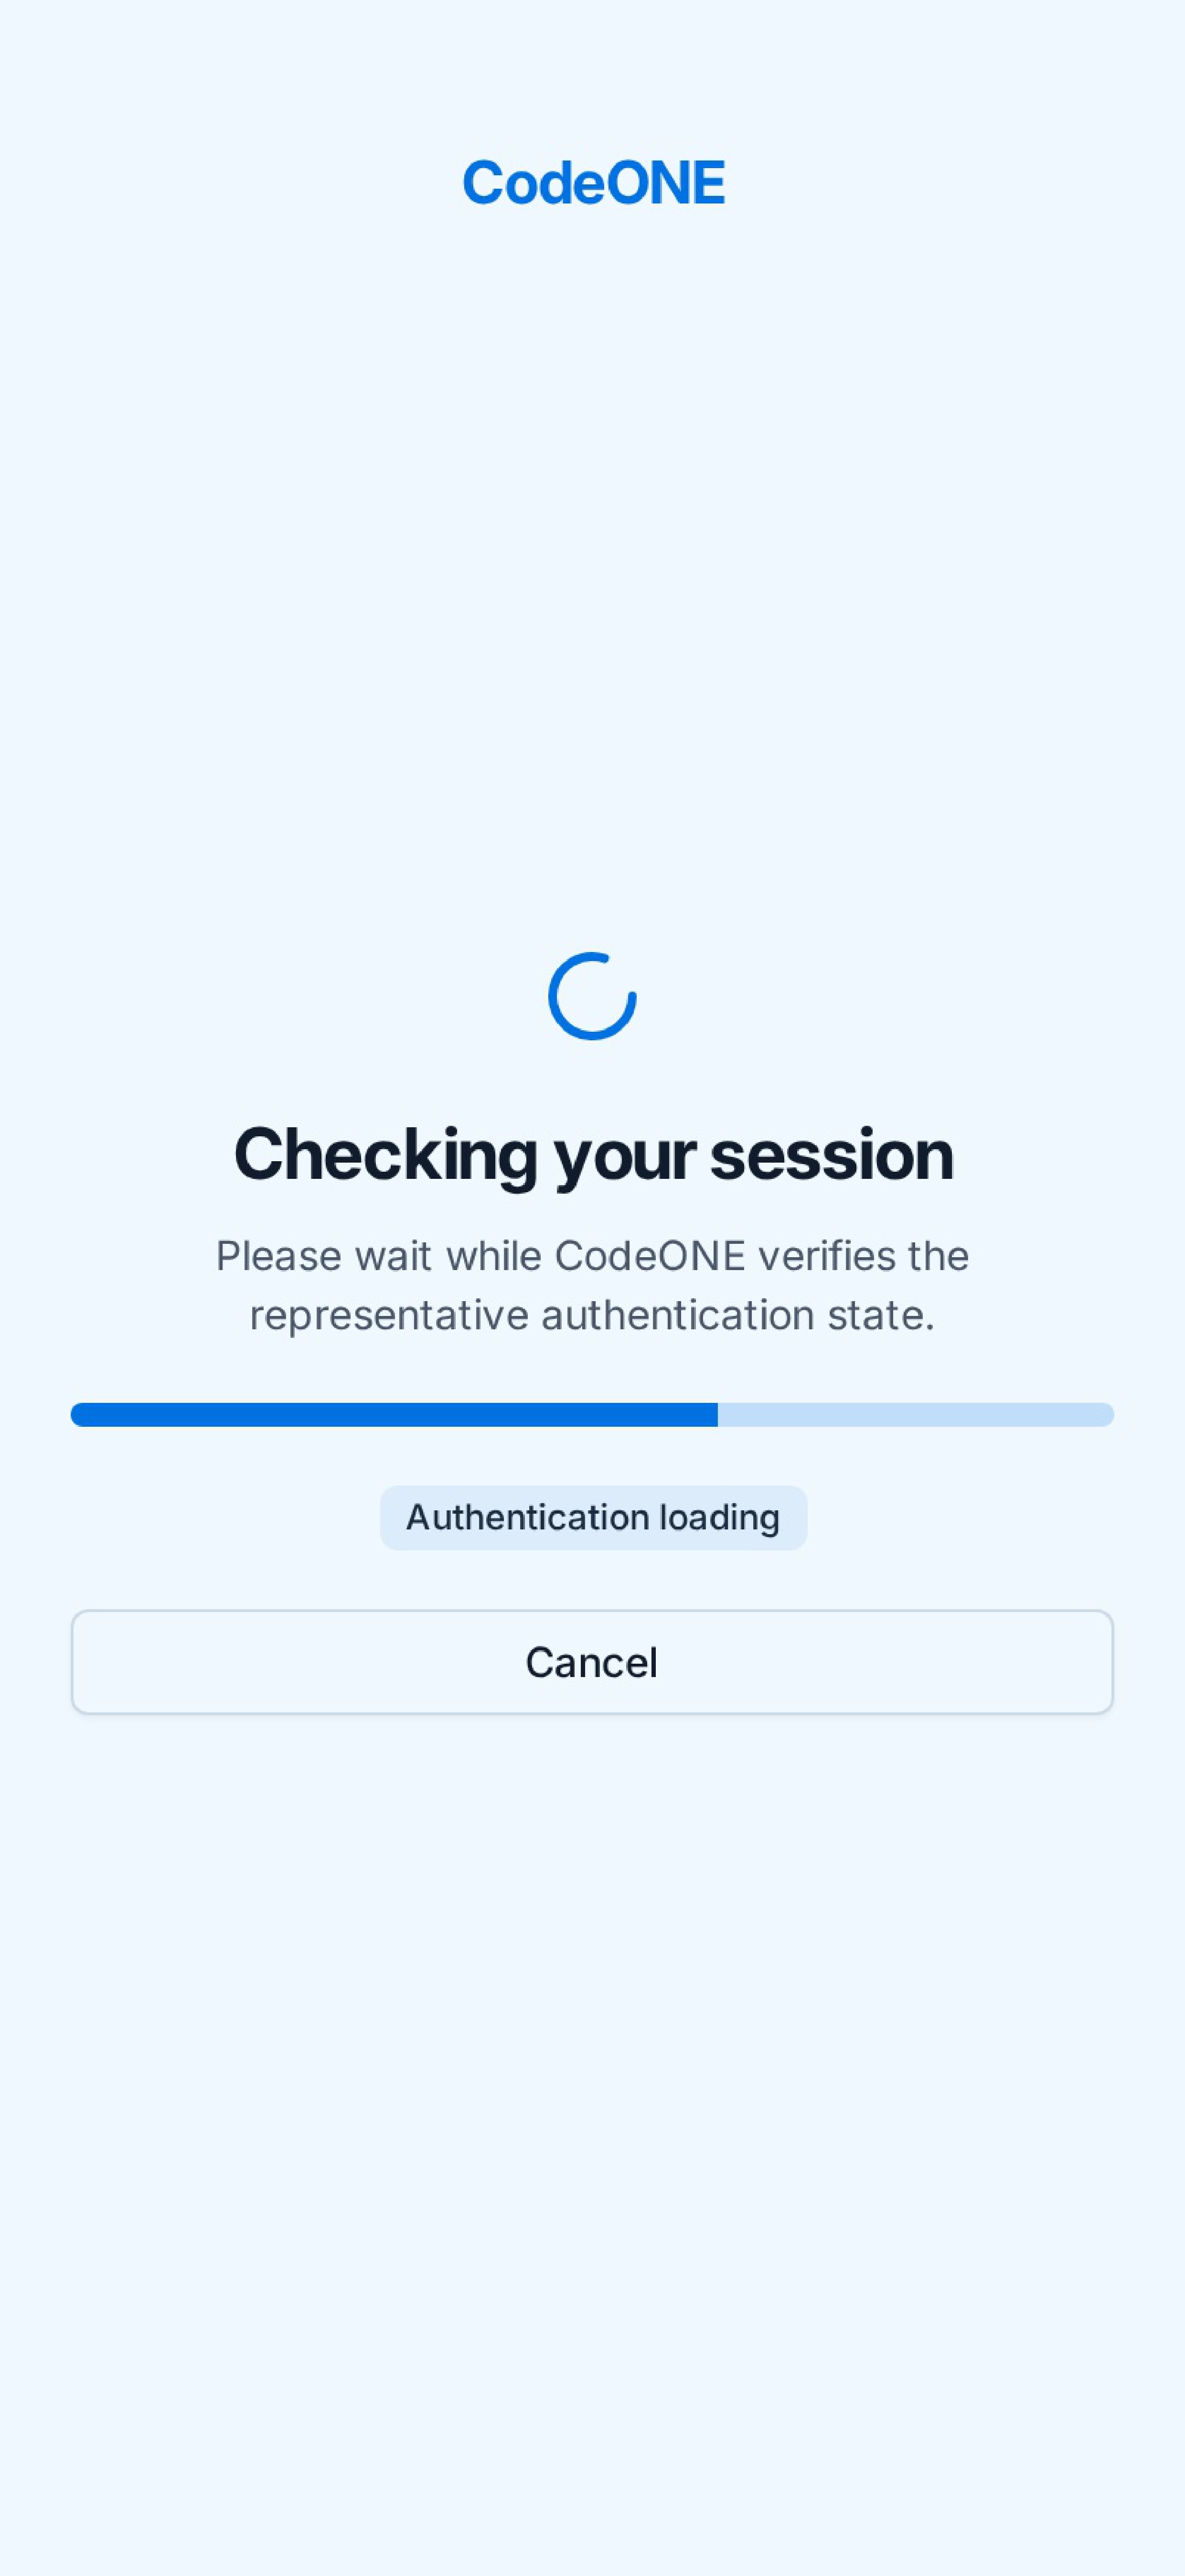 CodeONE
Checking your session
Please wait while CodeONE verifies the
representative authentication state.
Authentication loading
Cancel